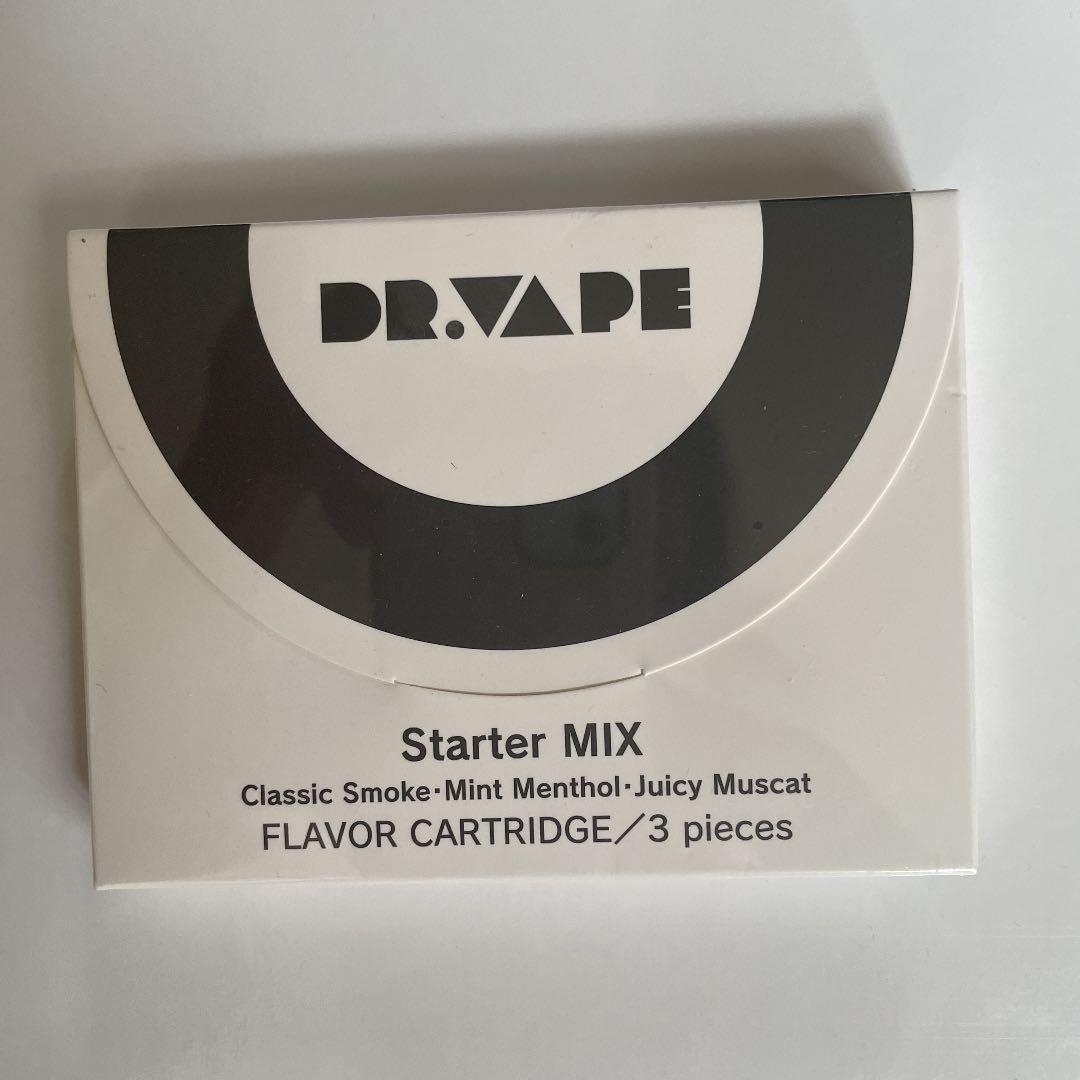 DR.VAPE
Starter MIX
Classic Smoke·Mint Menthol·Juicy Muscat
FLAVOR CARTRIDGE／3 pieces